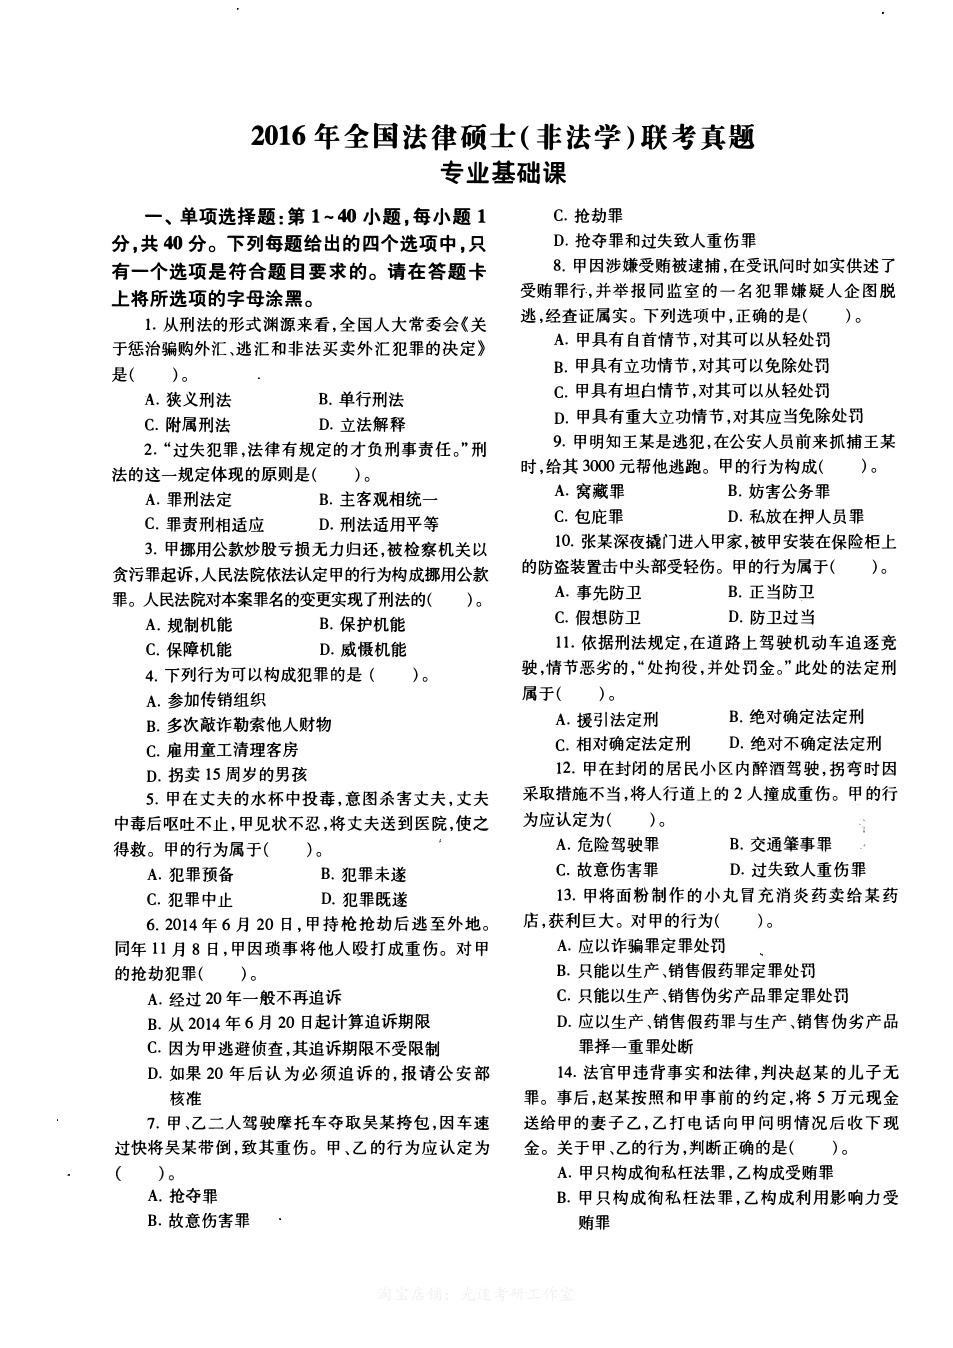 2016年全国法律硕士(非法学)联考真题
专业基础课
一、单项选择题:第1~40小题,每小题1
分,共40分。下列每题给出的四个选项中,只
有一个选项是符合题目要求的。请在答题卡
上将所选项的字母涂黑。
1. 从刑法的形式渊源来看,全国人大常委会《关
于惩治骗购外汇、逃汇和非法买卖外汇犯罪的决定》
是(　　)。
A. 狭义刑法　　B. 单行刑法
C. 附属刑法　　D. 立法解释
2. “过失犯罪,法律有规定的才负刑事责任。”刑
法的这一规定体现的原则是(　　)。
A. 罪刑法定　　B. 主客观相统一
C. 罪责刑相适应　　D. 刑法适用平等
3. 甲挪用公款炒股亏损无力归还,被检察机关以
贪污罪起诉,人民法院依法认定甲的行为构成挪用公款
罪。人民法院对本案罪名的变更实现了刑法的(　　)。
A. 规制机能　　B. 保护机能
C. 保障机能　　D. 威慑机能
4. 下列行为可以构成犯罪的是(　　)。
A. 参加传销组织
B. 多次敲诈勒索他人财物
C. 雇用童工清理客房
D. 拐卖15周岁的男孩
5. 甲在丈夫的水杯中投毒,意图杀害丈夫,丈夫
中毒后呕吐不止,甲见状不忍,将丈夫送到医院,使之
得救。甲的行为属于(　　)。
A. 犯罪预备　　B. 犯罪未遂
C. 犯罪中止　　D. 犯罪既遂
6. 2014年6月20日,甲持枪抢劫后逃至外地。
同年11月8日,甲因琐事将他人殴打成重伤。对甲
的抢劫犯罪(　　)。
A. 经过20年一般不再追诉
B. 从2014年6月20日起计算追诉期限
C. 因为甲逃避侦查,其追诉期限不受限制
D. 如果20年后认为必须追诉的,报请公安部
核准
7. 甲、乙二人驾驶摩托车夺取吴某挎包,因车速
过快将吴某带倒,致其重伤。甲、乙的行为应认定为
(　　)。
A. 抢夺罪
B. 故意伤害罪
C. 抢劫罪
D. 抢夺罪和过失致人重伤罪
8. 甲因涉嫌受贿被逮捕,在受讯问时如实供述了
受贿罪行,并举报同监室的一名犯罪嫌疑人企图脱
逃,经查证属实。下列选项中,正确的是(　　)。
A. 甲具有自首情节,对其可以从轻处罚
B. 甲具有立功情节,对其可以免除处罚
C. 甲具有坦白情节,对其可以从轻处罚
D. 甲具有重大立功情节,对其应当免除处罚
9. 甲明知王某是逃犯,在公安人员前来抓捕王某
时,给其3000元帮他逃跑。甲的行为构成(　　)。
A. 窝藏罪　　B. 妨害公务罪
C. 包庇罪　　D. 私放在押人员罪
10. 张某深夜撬门进入甲家,被甲安装在保险柜上
的防盗装置击中头部受轻伤。甲的行为属于(　　)。
A. 事先防卫　　B. 正当防卫
C. 假想防卫　　D. 防卫过当
11. 依据刑法规定,在道路上驾驶机动车追逐竞
驶,情节恶劣的,“处拘役,并处罚金。”此处的法定刑
属于(　　)。
A. 援引法定刑　　B. 绝对确定法定刑
C. 相对确定法定刑　　D. 绝对不确定法定刑
12. 甲在封闭的居民小区内醉酒驾驶,拐弯时因
采取措施不当,将人行道上的2人撞成重伤。甲的行
为应认定为(　　)。
A. 危险驾驶罪　　B. 交通肇事罪
C. 故意伤害罪　　D. 过失致人重伤罪
13. 甲将面粉制作的小丸冒充消炎药卖给某药
店,获利巨大。对甲的行为(　　)。
A. 应以诈骗罪定罪处罚
B. 只能以生产、销售假药罪定罪处罚
C. 只能以生产、销售伪劣产品罪定罪处罚
D. 应以生产、销售假药罪与生产、销售伪劣产品
罪择一重罪处断
14. 法官甲违背事实和法律,判决赵某的儿子无
罪。事后,赵某按照和甲事前的约定,将5万元现金
送给甲的妻子乙,乙打电话向甲问明情况后收下现
金。关于甲、乙的行为,判断正确的是(　　)。
A. 甲只构成徇私枉法罪,乙构成受贿罪
B. 甲只构成徇私枉法罪,乙构成利用影响力受
贿罪
淘宝店铺：光速考研工作室